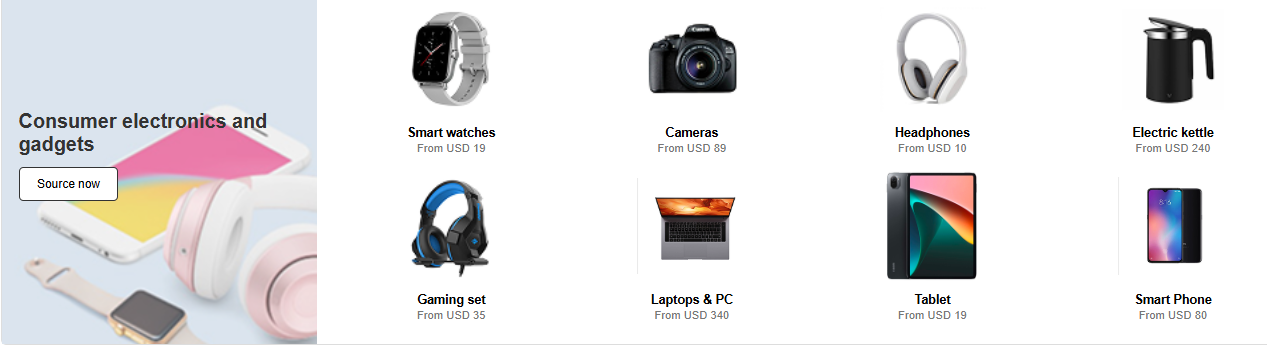 Consumer electronics and
gadgets
Source now
Smart watches
From USD 19
Canon
Cameras
From USD 89
Headphones
From USD 10
Electric kettle
From USD 240
Gaming set
From USD 35
Laptops & PC
From USD 340
Tablet
From USD 19
Smart Phone
From USD 80